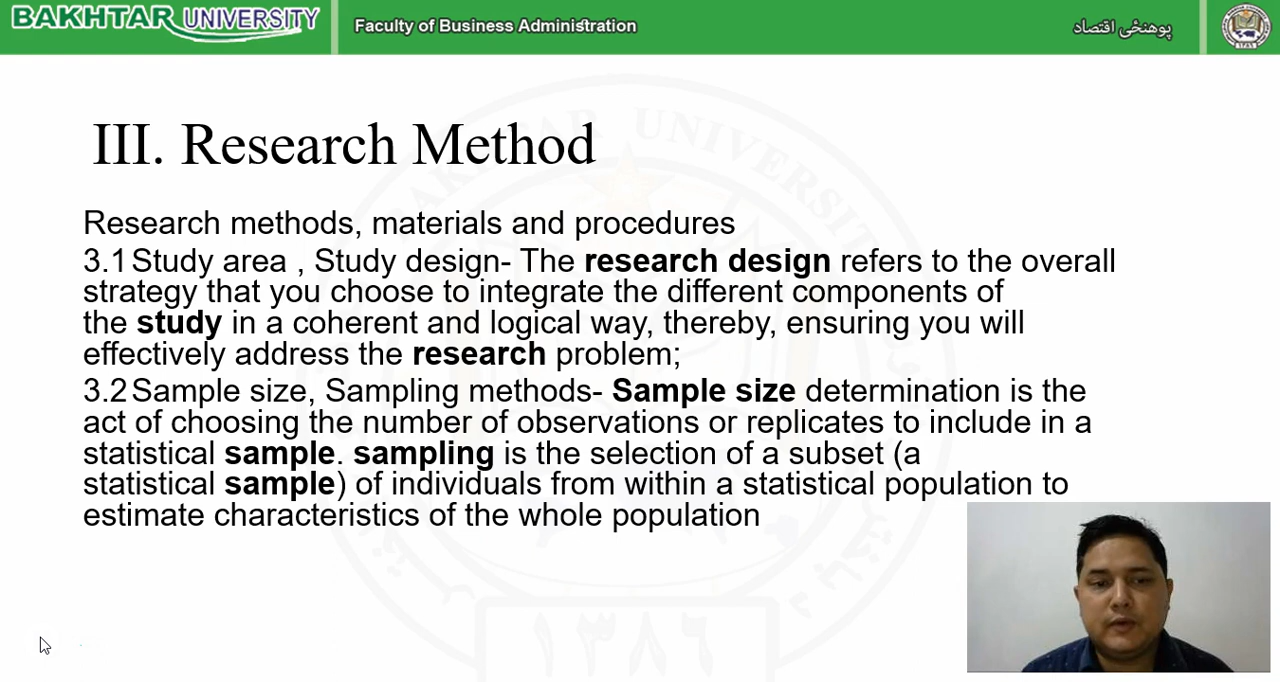 BAKHTAR UNIVERSITY
Faculty of Business Administration
پوهنځی اقتصاد
III. Research Method
Research methods, materials and procedures
3.1 Study area , Study design- The research design refers to the overall
strategy that you choose to integrate the different components of
the study in a coherent and logical way, thereby, ensuring you will
effectively address the research problem;
3.2 Sample size, Sampling methods- Sample size determination is the
act of choosing the number of observations or replicates to include in a
statistical sample. sampling is the selection of a subset (a
statistical sample) of individuals from within a statistical population to
estimate characteristics of the whole population
BAKHTAR UNIVERSITY
۱۳۸۶